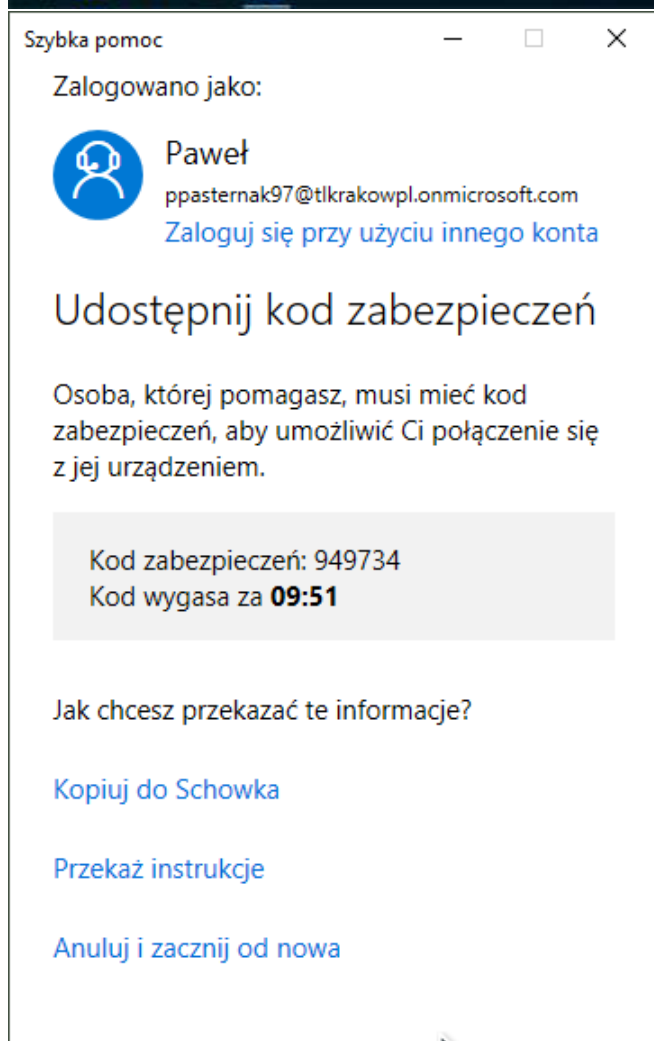 Szybka pomoc
Zalogowano jako:
Paweł
ppasternak97@tlkrakowpl.onmicrosoft.com
Zaloguj się przy użyciu innego konta
Udostępnij kod zabezpieczeń
Osoba, której pomagasz, musi mieć kod
zabezpieczeń, aby umożliwić Ci połączenie się
z jej urządzeniem.
Kod zabezpieczeń: 949734
Kod wygasa za 09:51
Jak chcesz przekazać te informacje?
Kopiuj do Schowka
Przekaż instrukcje
Anuluj i zacznij od nowa